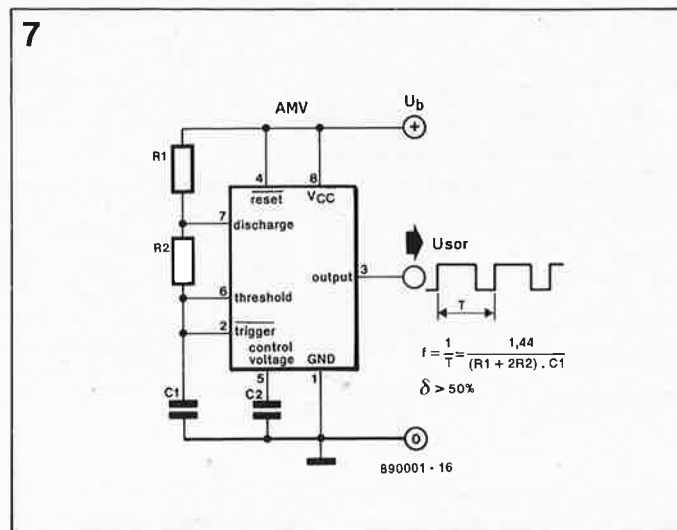 7
AMV
Ub
+
R1
4
8
reset
VCC
7
discharge
R2
Usor
output
3
6
threshold
T
2
trigger
control
voltage
GND
f = 1/T = 1,44/(R1 + 2R2) . C1
5
1
δ > 50%
C1
C2
0
890001 - 16